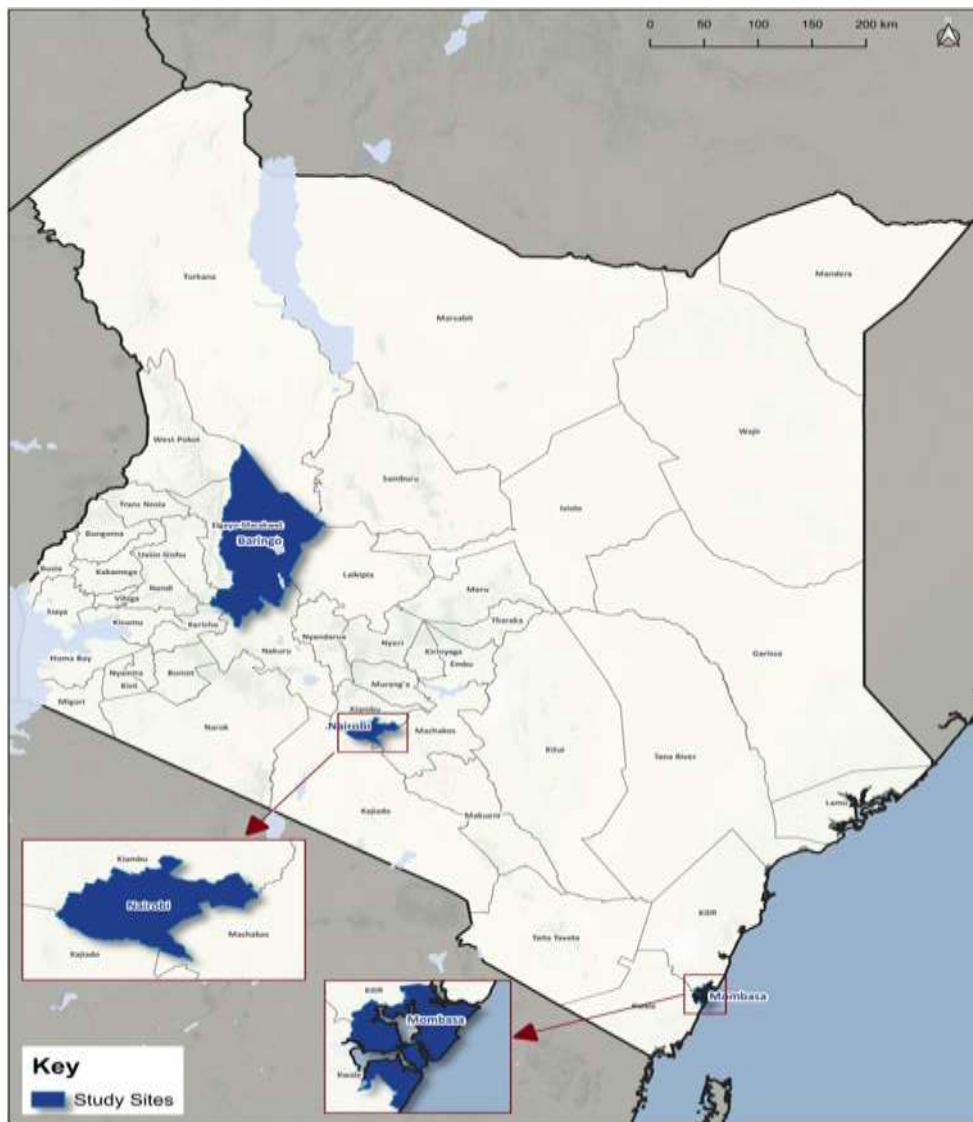 0 50 100 150 200 km
Mandera
Turkana
Marsabit
Wajir
West Pokot
Samburu
Isiolo
Trans Nzoia
Elgeyo-Marakwet
Bungoma
Baringo
Uasin Gishu
Busia
Kakamega
Laikipia
Nandi
Meru
Vihiga
Siaya
Kisumu
Tharaka
Kericho
Nyandarua
Nyeri
Kirinyaga
Homa Bay
Nakuru
Embu
Garissa
Nyamira
Bomet
Kisii
Murang'a
Migori
Kiambu
Narok
Nairobi
Machakos
Kitui
Tana River
Kajiado
Lamu
Makueni
Kiambu
Nairobi
Kilifi
Machakos
Taita Taveta
Kajiado
Kilifi
Mombasa
Kwale
Mombasa
Key
Kwale
Study Sites